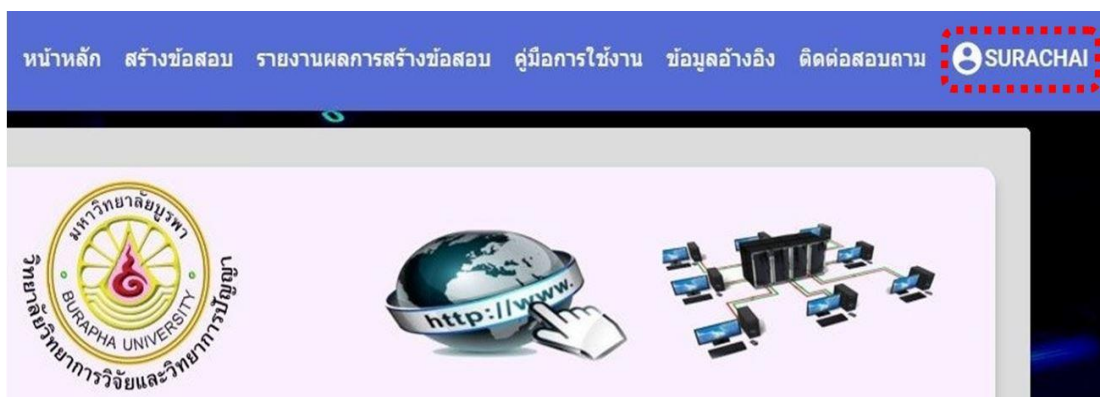 หน้าหลัก สร้างข้อสอบ รายงานผลการสร้างข้อสอบ คู่มือการใช้งาน ข้อมูลอ้างอิง ติดต่อสอบถาม SURACHAI
มหาวิทยาลัยบูรพา
BURAPHA UNIVERSITY
วิทยาลัยวิทยาการวิจัยและวิทยาการปัญญา
http://www.